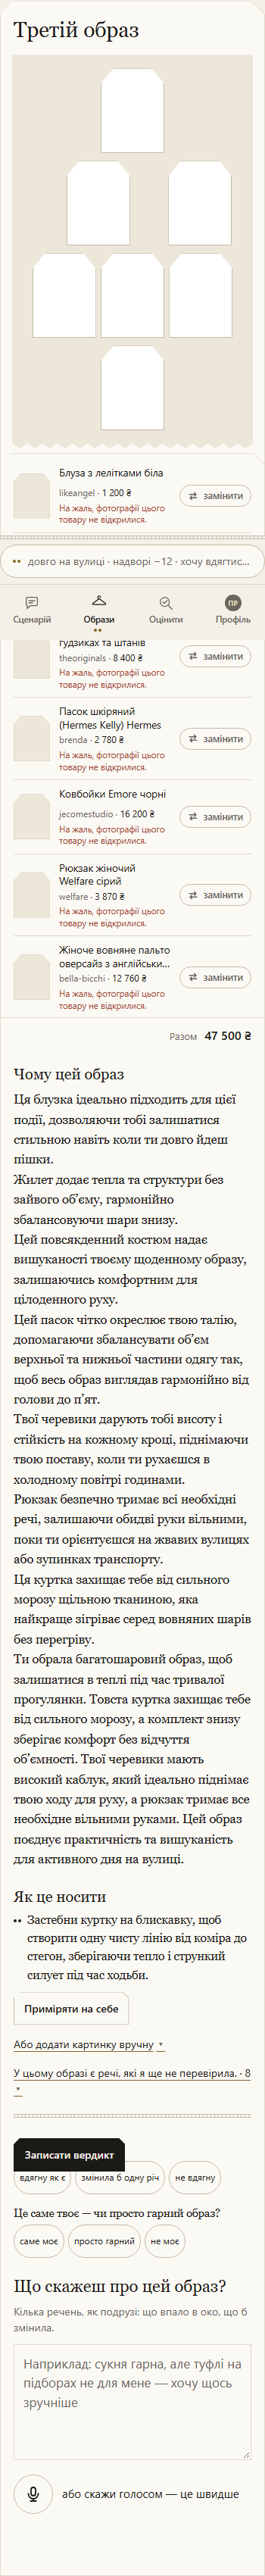 Третій образ
Блуза з лелітками біла
likeangel · 1 200 ₴
На жаль, фотографії цього
товару не відкрилися.
замінити
довго на вулиці · надворі −12 · хочу вдягтис...
Сценарій
Образи
Оцінити
ПР
Профіль
ґудзиках та штанів
theoriginals · 8 400 ₴
На жаль, фотографії цього
товару не відкрилися.
замінити
Пасок шкіряний
(Hermes Kelly) Hermes
brenda · 2 780 ₴
На жаль, фотографії цього
товару не відкрилися.
замінити
Ковбойки Emore чорні
jecomestudio · 16 200 ₴
На жаль, фотографії цього
товару не відкрилися.
замінити
Рюкзак жіночий
Welfare сірий
welfare · 3 870 ₴
На жаль, фотографії цього
товару не відкрилися.
замінити
Жіноче вовняне пальто
оверсайз з англійськи...
bella-bicchi · 12 760 ₴
На жаль, фотографії цього
товару не відкрилися.
замінити
Разом 47 500 ₴
Чому цей образ
Ця блузка ідеально підходить для цієї
події, дозволяючи тобі залишатися
стильною навіть коли ти довго йдеш
пішки.
Жилет додає тепла та структури без
зайвого об’єму, гармонійно
збалансовуючи шари знизу.
Цей повсякденний костюм надає
вишуканості твоєму щоденному образу,
залишаючись комфортним для
цілоденного руху.
Цей пасок чітко окреслює твою талію,
допомагаючи збалансувати об’єм
верхньої та нижньої частини одягу так,
щоб весь образ виглядав гармонійно від
голови до п’ят.
Твої черевики дарують тобі висоту і
стійкість на кожному кроці, піднімаючи
твою поставу, коли ти рухаєшся в
холодному повітрі годинами.
Рюкзак безпечно тримає всі необхідні
речі, залишаючи обидві руки вільними,
поки ти орієнтуєшся на жвавих вулицях
або зупинках транспорту.
Ця куртка захищає тебе від сильного
морозу щільною тканиною, яка
найкраще зігріває серед вовняних шарів
без перегріву.
Ти обрала багатошаровий образ, щоб
залишатися в теплі під час тривалої
прогулянки. Товста куртка захищає тебе
від сильного морозу, а комплект знизу
зберігає комфорт без відчуття
об’ємності. Твої черевики мають
високий каблук, який ідеально піднімає
твою ходу для руху, а рюкзак тримає все
необхідне вільними руками. Цей образ
поєднує практичність та вишуканість
для активного дня на вулиці.
Як це носити
Застебни куртку на блискавку, щоб
створити одну чисту лінію від коміра до
стегон, зберігаючи тепло і стрункий
силует під час ходьби.
Приміряти на себе
Або додати картинку вручну
У цьому образі є речі, які я ще не перевірила. · 8
Записати вердикт
вдягну як є
змінила б одну річ
не вдягну
Це саме твоє — чи просто гарний образ?
саме моє
просто гарний
не моє
Що скажеш про цей образ?
Кілька речень, як подрузі: що впало в око, що б
змінила.
Наприклад: сукня гарна, але туфлі на
підборах не для мене — хочу щось
зручніше
або скажи голосом — це швидше